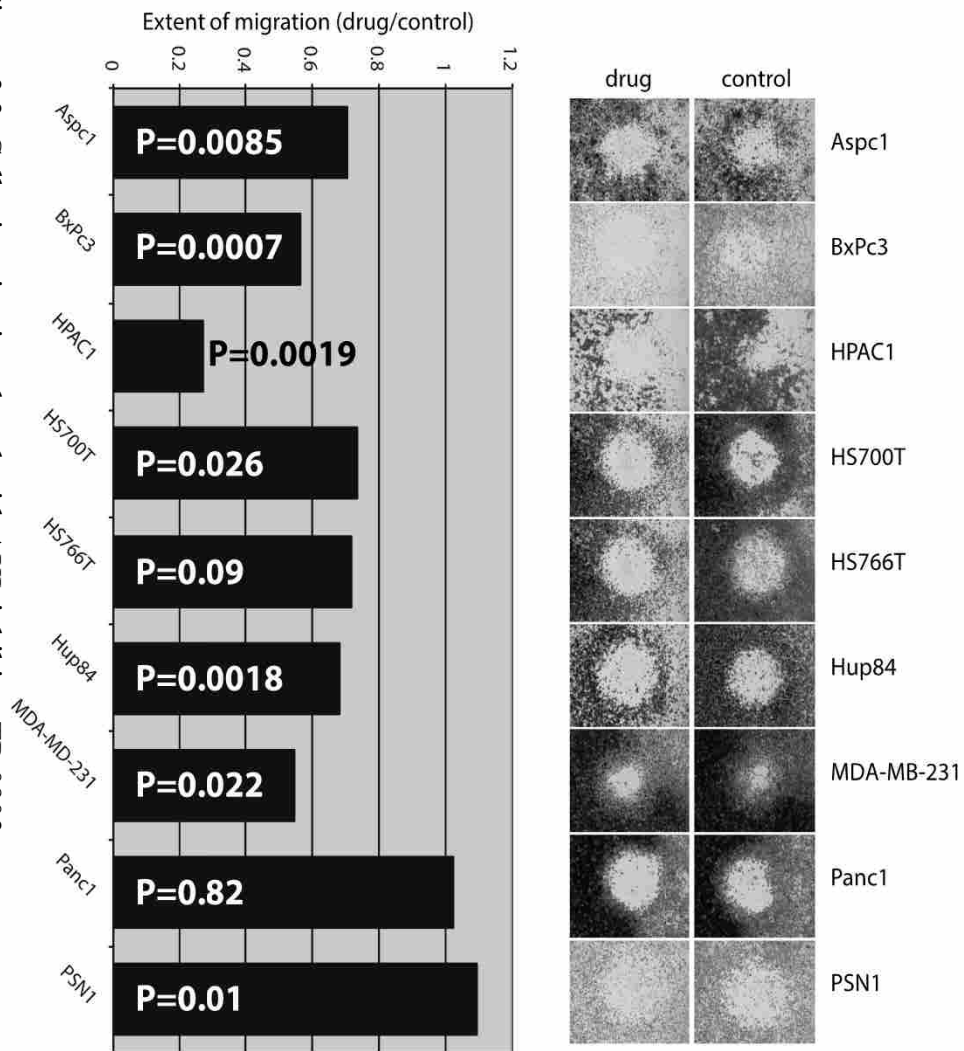 Extent of migration (drug/control)
0 0.2 0.4 0.6 0.8 1 1.2
Aspc1 P=0.0085
BxPc3 P=0.0007
HPAC1 P=0.0019
HS700T P=0.026
HS766T P=0.09
Hup84 P=0.0018
MDA-MD-231 P=0.022
Panc1 P=0.82
PSN1 P=0.01
drug control
Aspc1
BxPc3
HPAC1
HS700T
HS766T
Hup84
MDA-MB-231
Panc1
PSN1